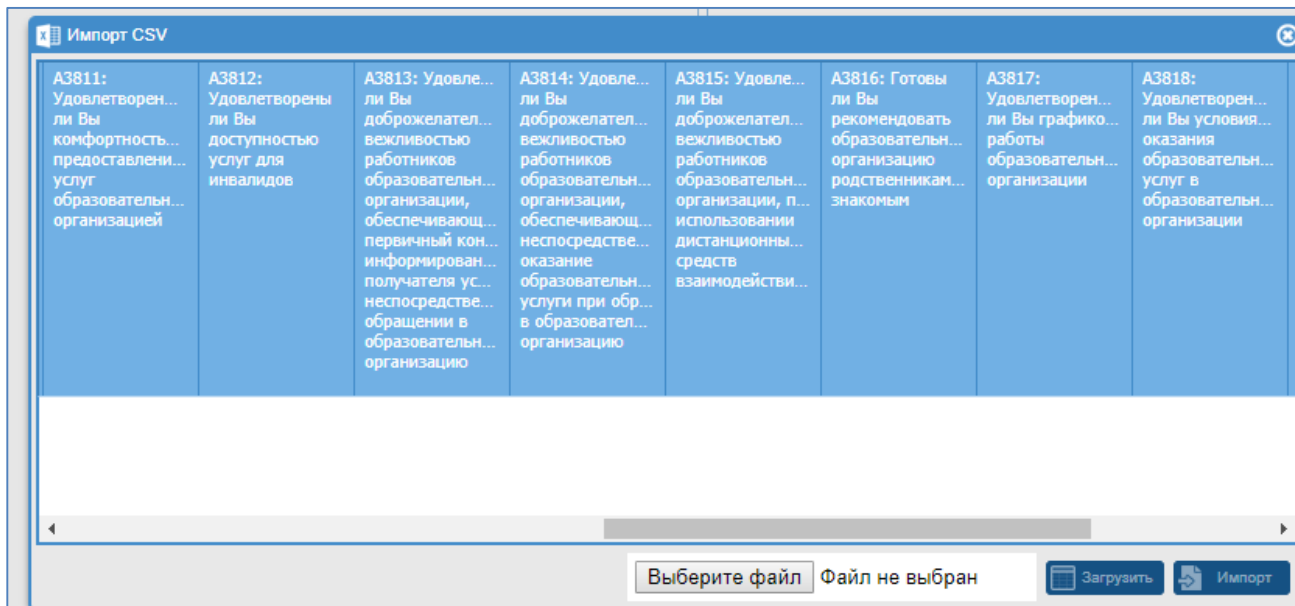 Импорт CSV
A3811:
Удовлетворен...
ли Вы
комфортность...
предоставлени...
услуг
образовательн...
организацией
A3812:
Удовлетворены
ли Вы
доступностью
услуг для
инвалидов
A3813: Удовле...
ли Вы
доброжелател...
вежливостью
работников
образовательн...
организации,
обеспечивающ...
первичный кон...
информирован...
получателя ус...
неспосредстве...
обращении в
образовательн...
организацию
A3814: Удовле...
ли Вы
доброжелател...
вежливостью
работников
образовательн...
организации,
обеспечивающ...
неспосредстве...
оказание
образовательн...
услуги при обр...
в образовател...
организацию
A3815: Удовле...
ли Вы
доброжелател...
вежливостью
работников
образовательн...
организации, п...
использовании
дистанционны...
средств
взаимодействи...
A3816: Готовы
ли Вы
рекомендовать
образовательн...
организацию
родственникам...
знакомым
A3817:
Удовлетворен...
ли Вы графико...
работы
образовательн...
организации
A3818:
Удовлетворен...
ли Вы условия...
оказания
образовательн...
услуг в
образовательн...
организации
Выберите файл Файл не выбран Загрузить Импорт